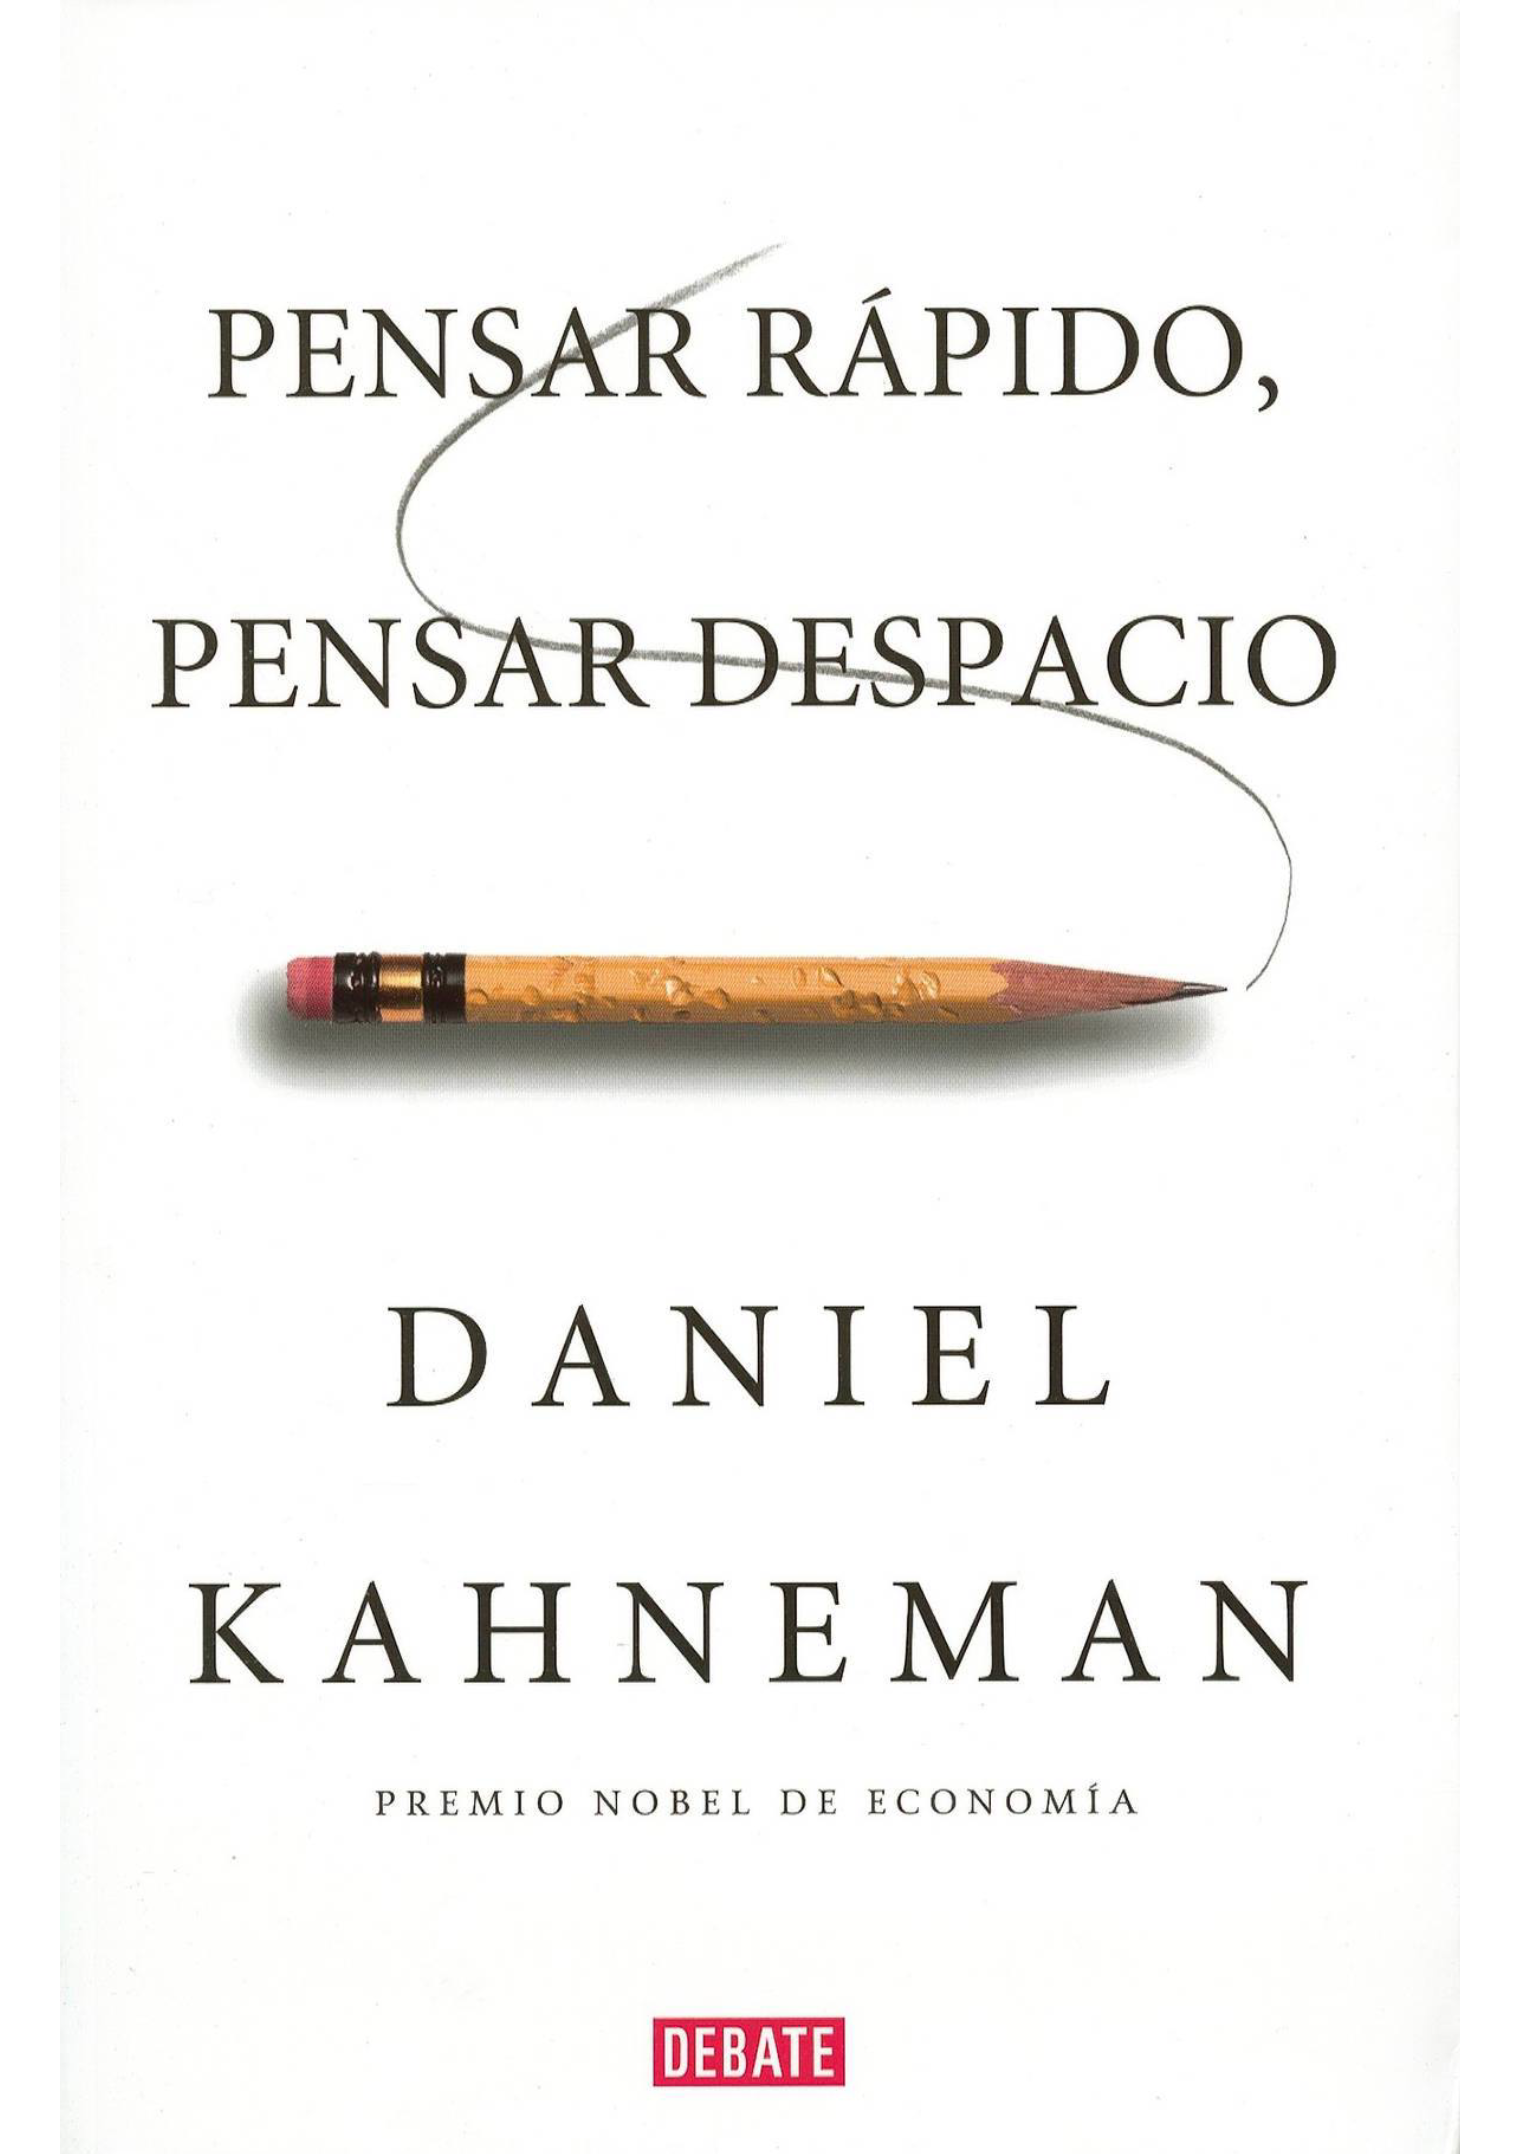 PENSAR RÁPIDO,
PENSAR DESPACIO
DANIEL
KAHNEMAN
PREMIO NOBEL DE ECONOMÍA
DEBATE